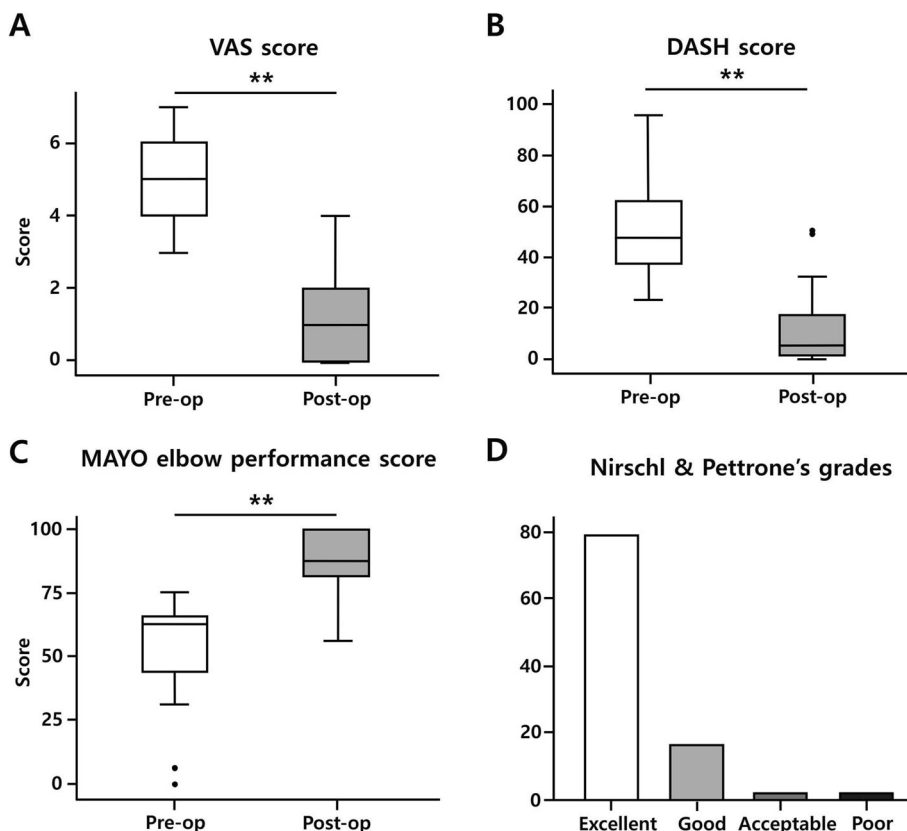 A
VAS score
**
6
4
2
0
Score
Pre-op
Post-op
B
DASH score
**
100
80
60
40
20
0
Pre-op
Post-op
C
MAYO elbow performance score
**
100
75
50
25
0
Score
Pre-op
Post-op
D
Nirschl & Pettrone’s grades
80
60
40
20
0
Excellent
Good
Acceptable
Poor